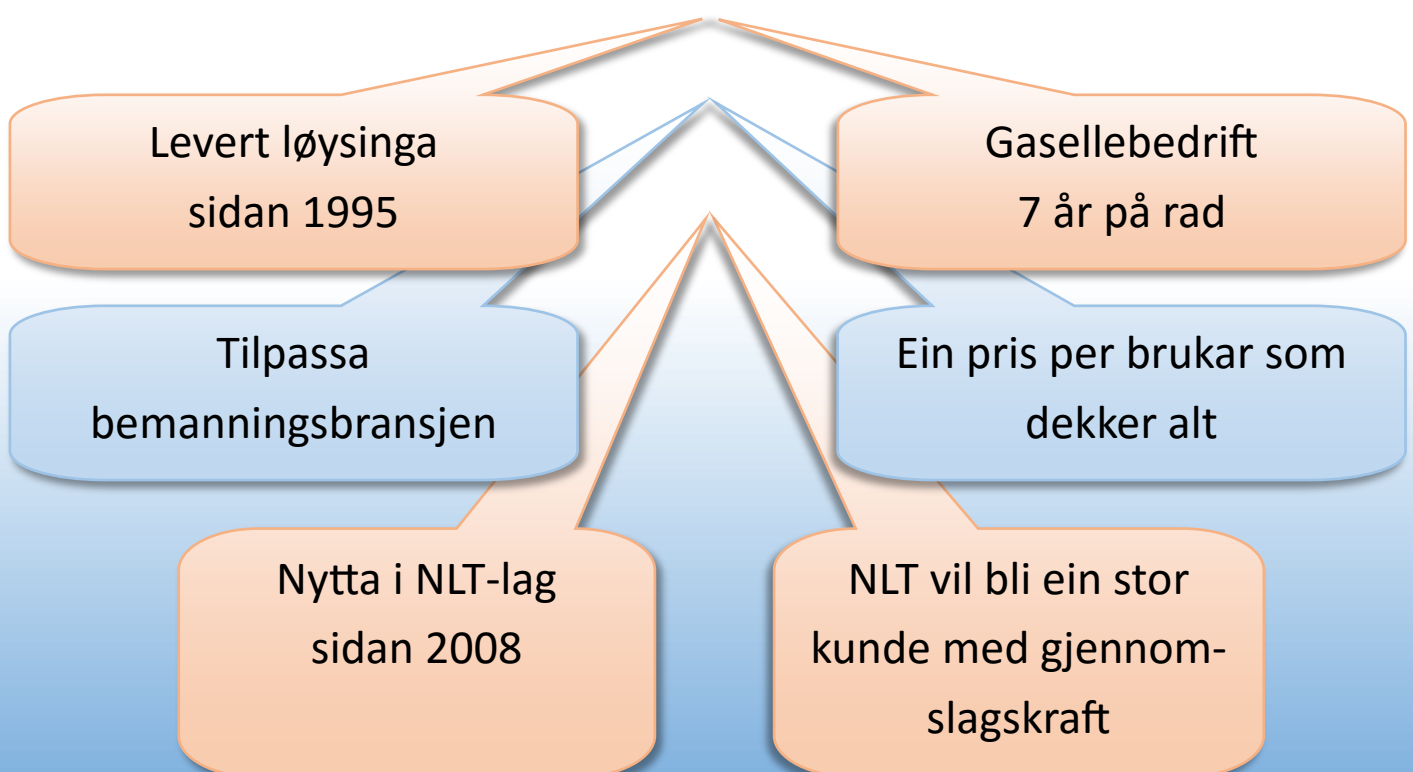 Levert løysinga
sidan 1995
Gasellebedrift
7 år på rad
Tilpassa
bemanningsbransjen
Ein pris per brukar som
dekker alt
Nytta i NLT-lag
sidan 2008
NLT vil bli ein stor
kunde med gjennom-
slagskraft